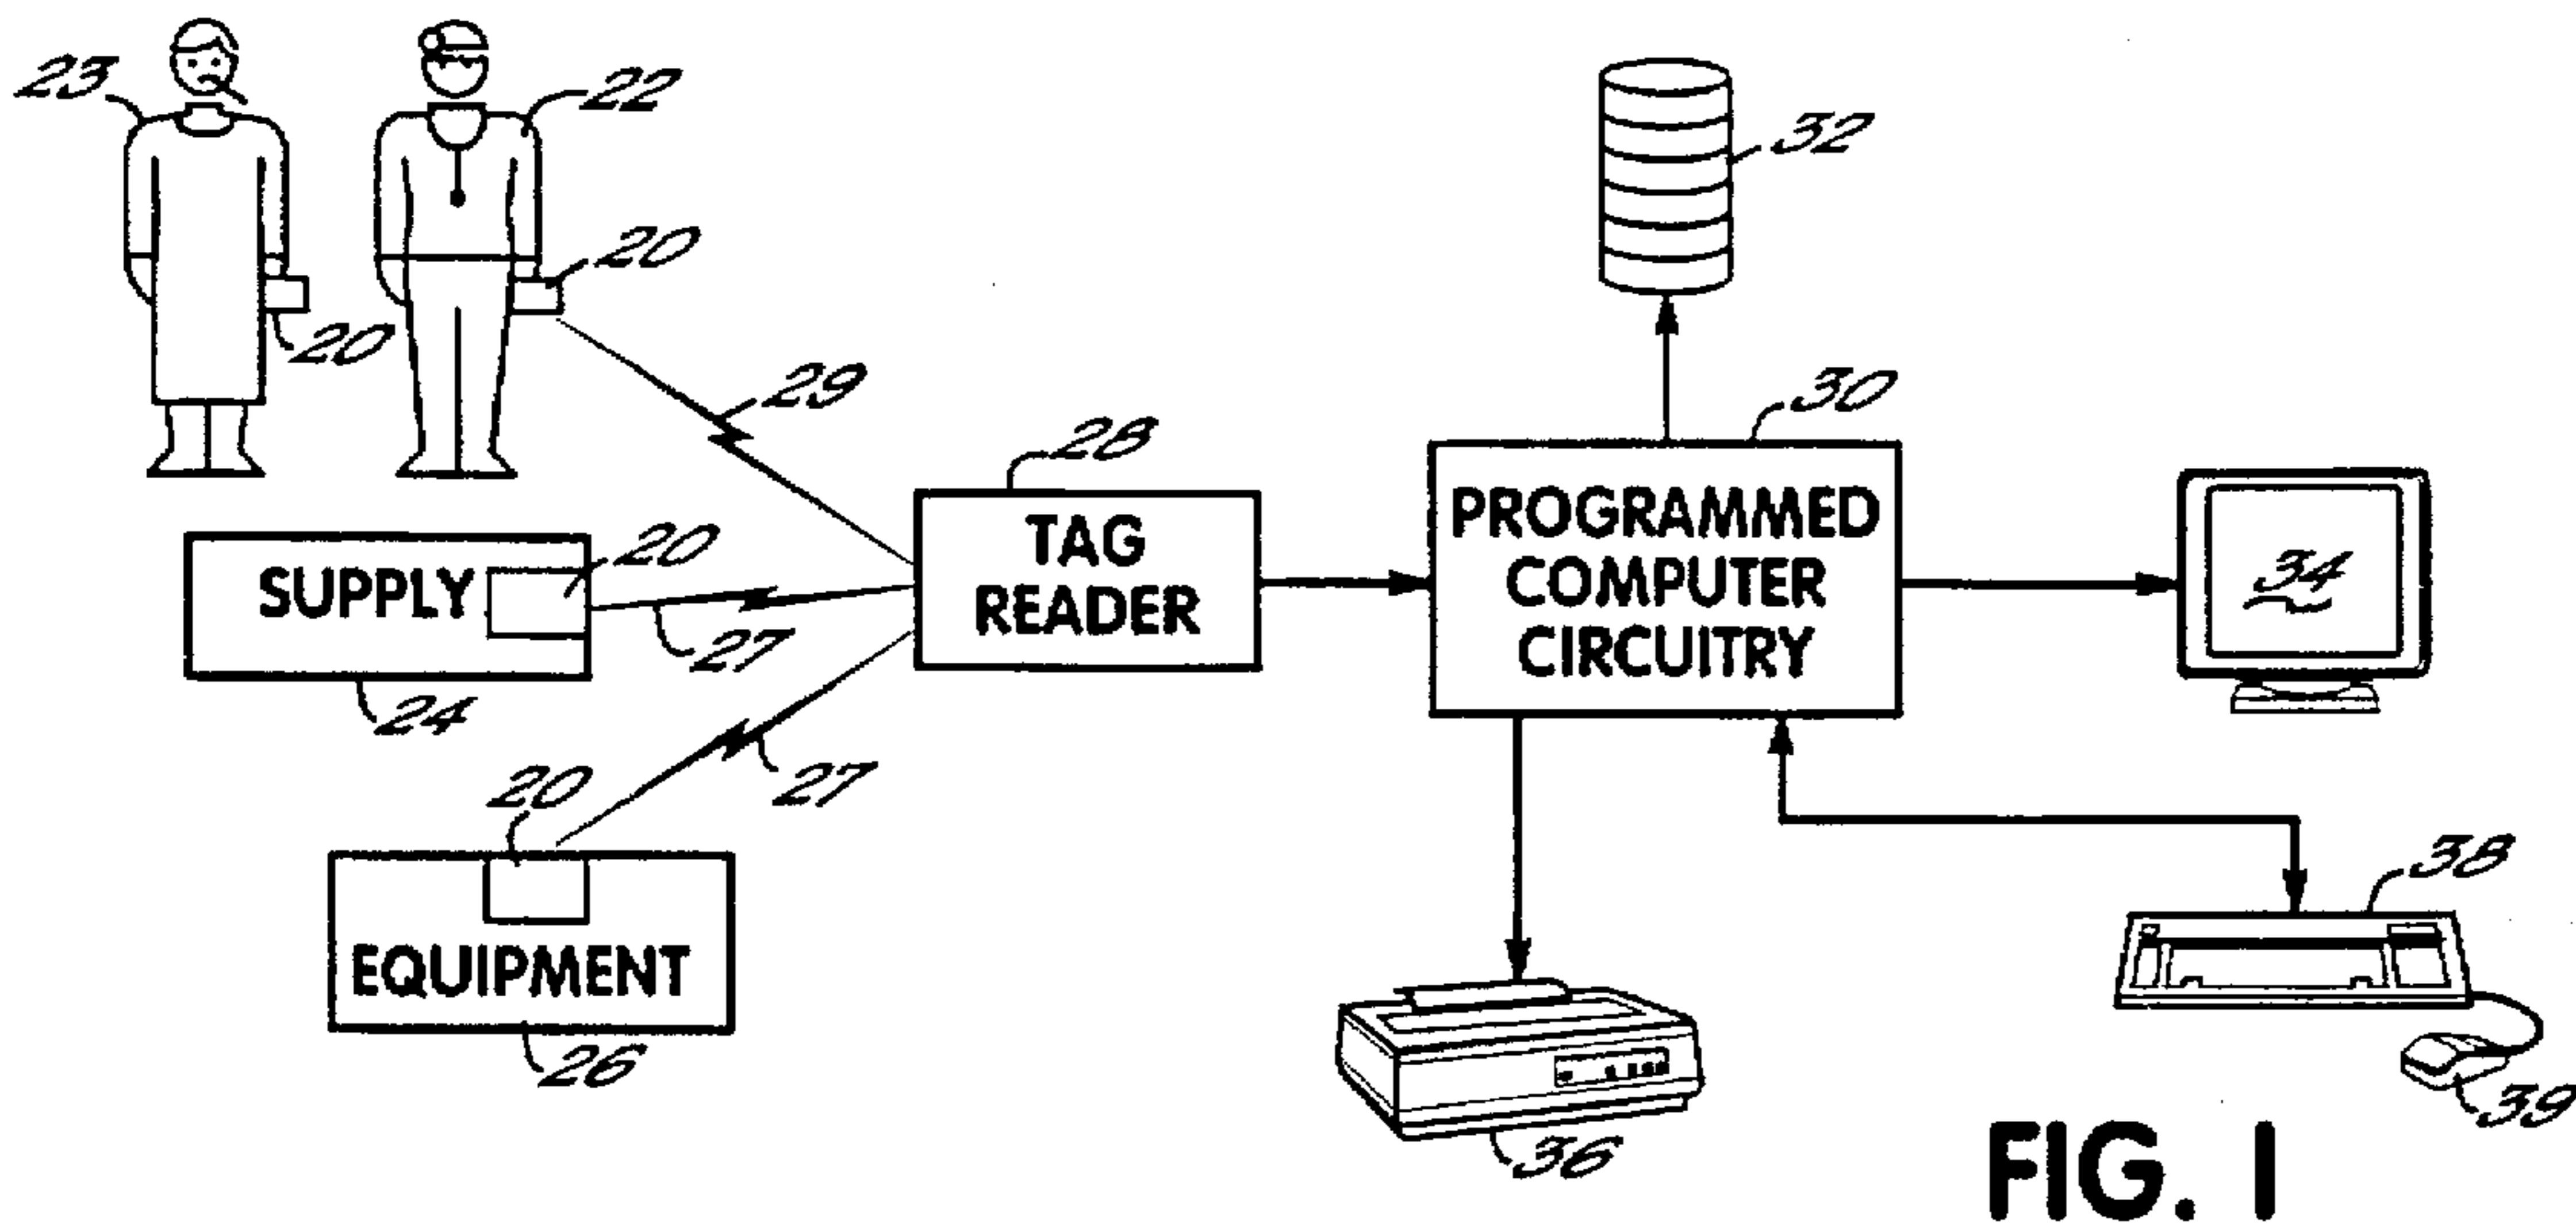 23
22
32
20
20
29
30
28
TAG
READER
PROGRAMMED
COMPUTER
CIRCUITRY
34
SUPPLY
20
27
24
27
20
EQUIPMENT
26
38
39
36
FIG. 1